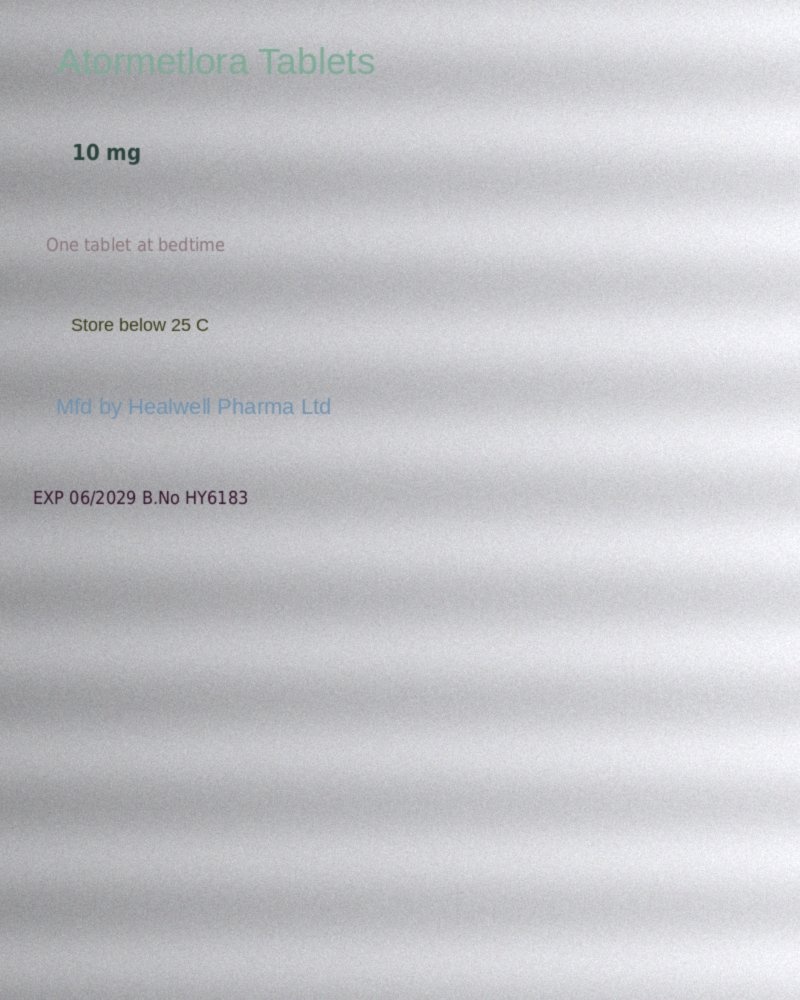 Atormetlora Tablets
10 mg
One tablet at bedtime
Store below 25 C
Mfd by Healwell Pharma Ltd
EXP 06/2029 B.No HY6183